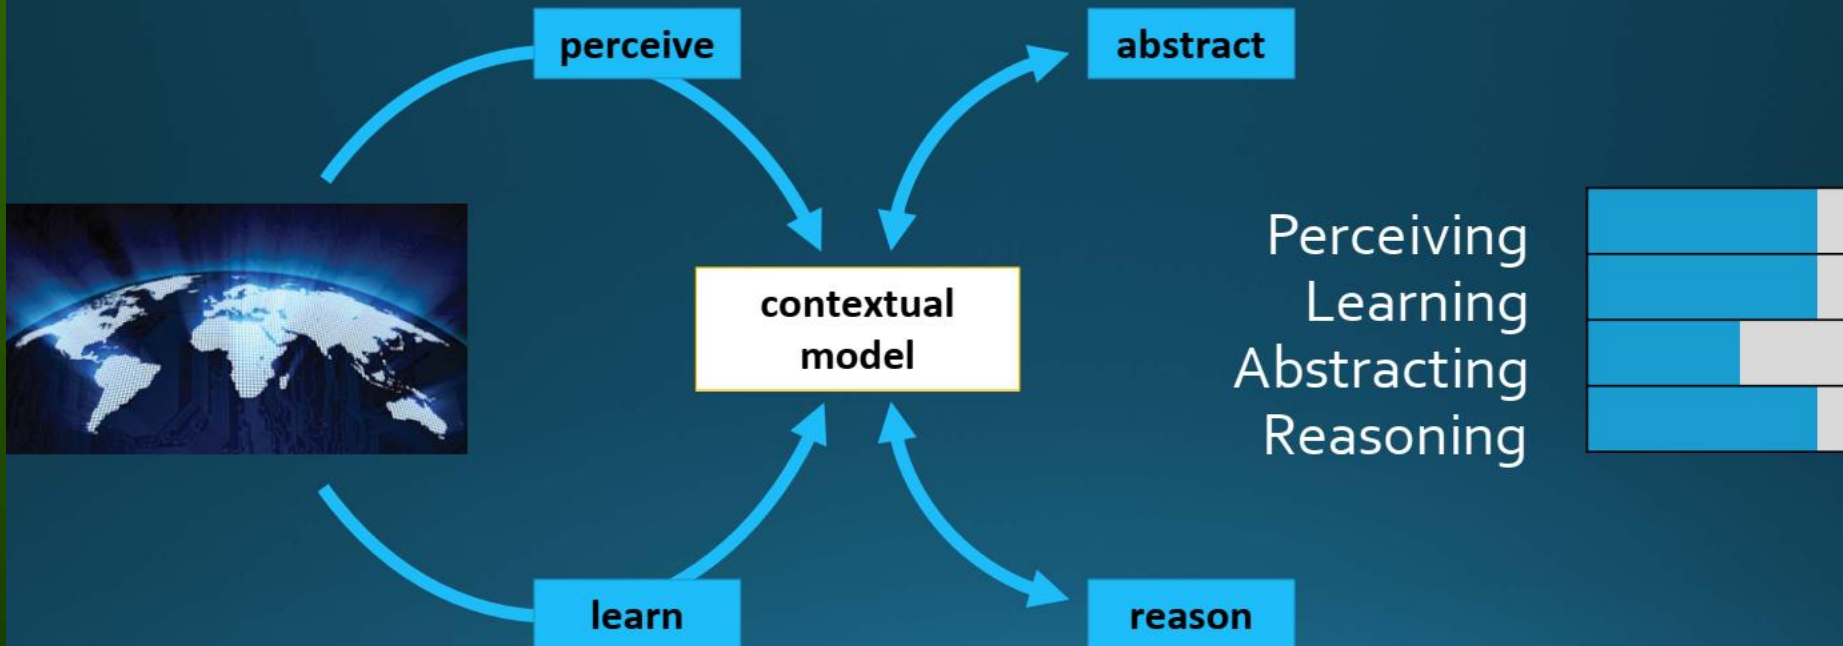 perceive
abstract
contextual
model
learn
reason
Perceiving
Learning
Abstracting
Reasoning